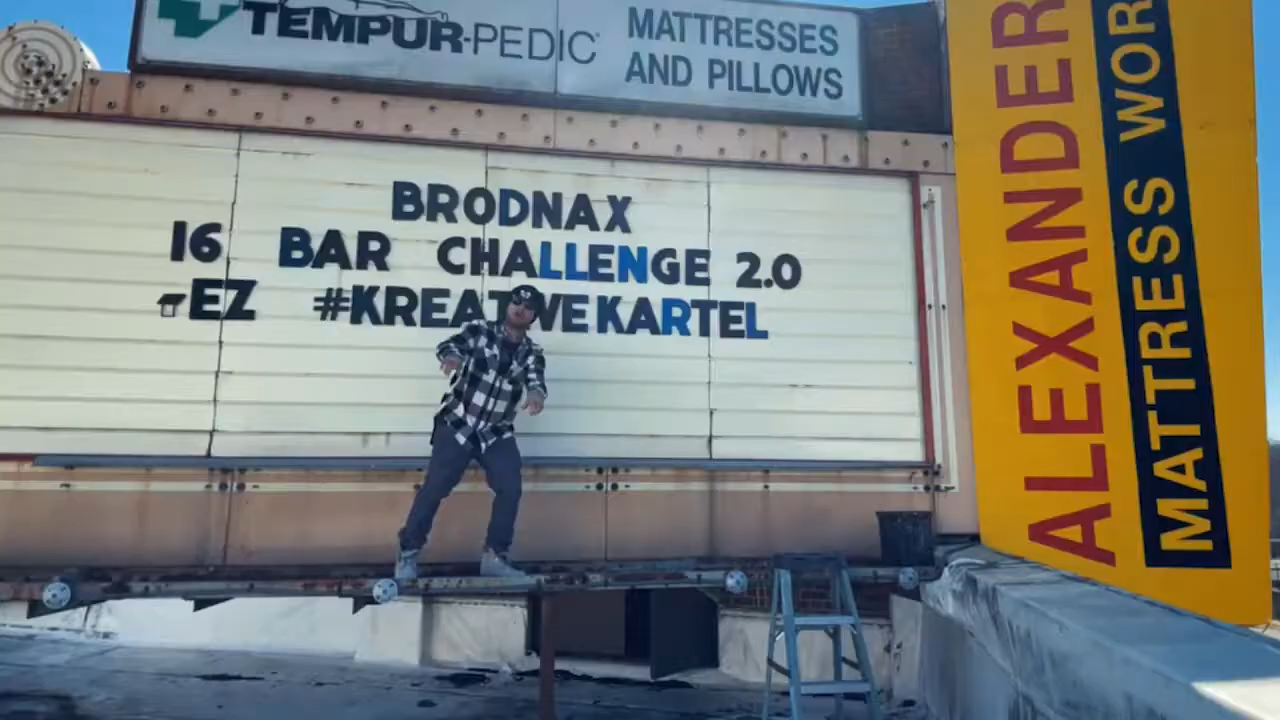 TEMPUR-PEDIC
MATTRESSES
AND PILLOWS
BRODNAX
16 BAR CHALLENGE 2.0
-EZ #KREATIVEKARTEL
ALEXANDER
MATTRESS WOR